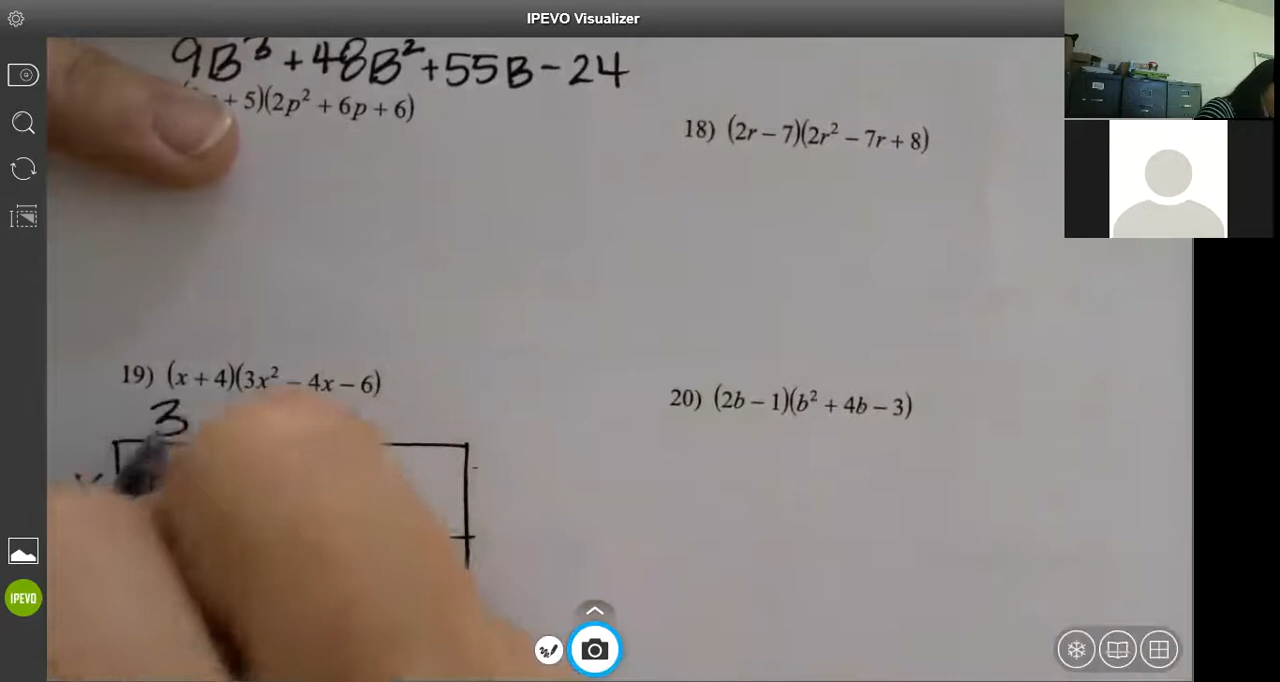 IPEVO Visualizer
9B³ + 48B² + 55B - 24
+ 5)(2p² + 6p + 6)
18) (2r − 7)(2r² − 7r + 8)
19) (x + 4)(3x² − 4x − 6)
3
20) (2b − 1)(b² + 4b − 3)
x
IPEVO